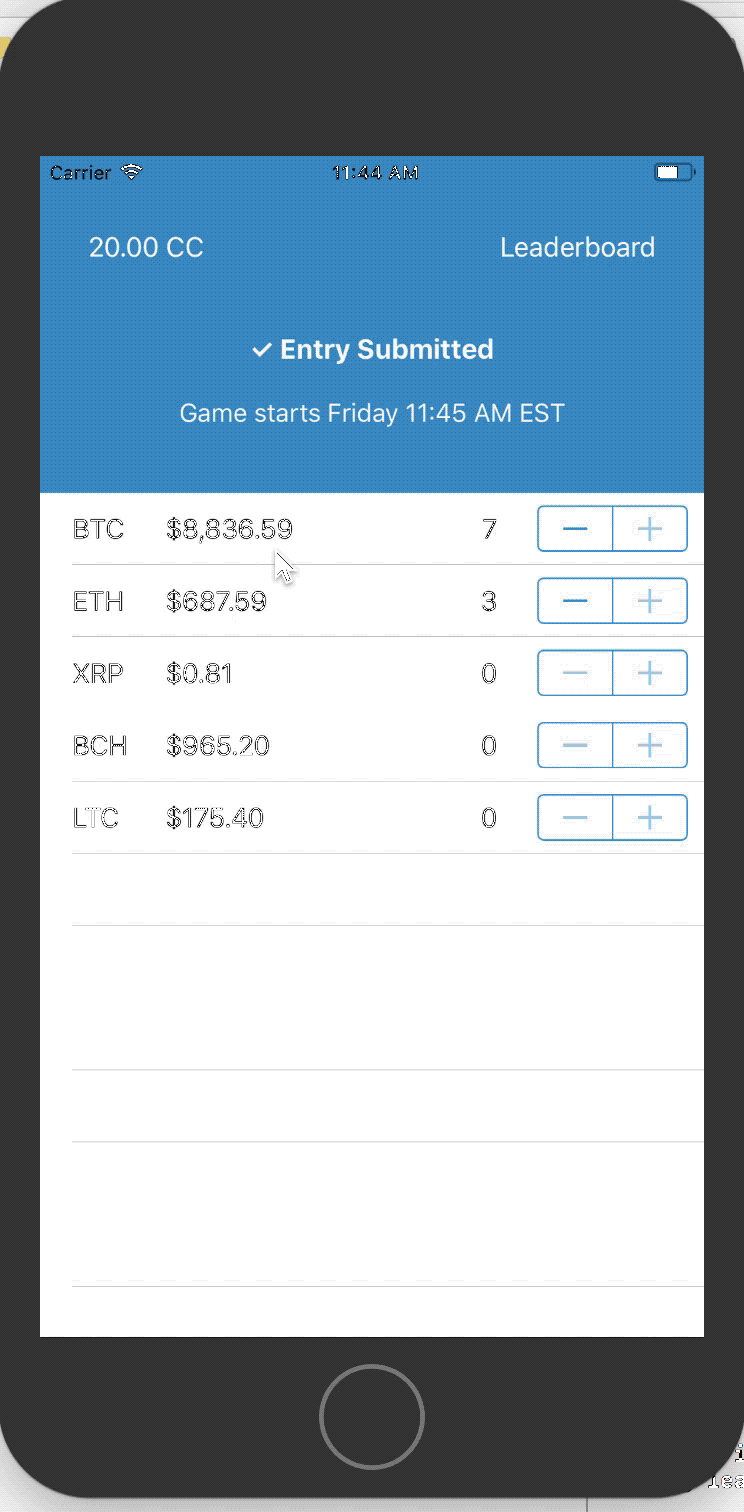 Carrier 11:44 AM
20.00 CC Leaderboard
✓ Entry Submitted
Game starts Friday 11:45 AM EST
BTC $8,836.59 7 − +
ETH $687.59 3 − +
XRP $0.81 0 − +
BCH $965.20 0 − +
LTC $175.40 0 − +